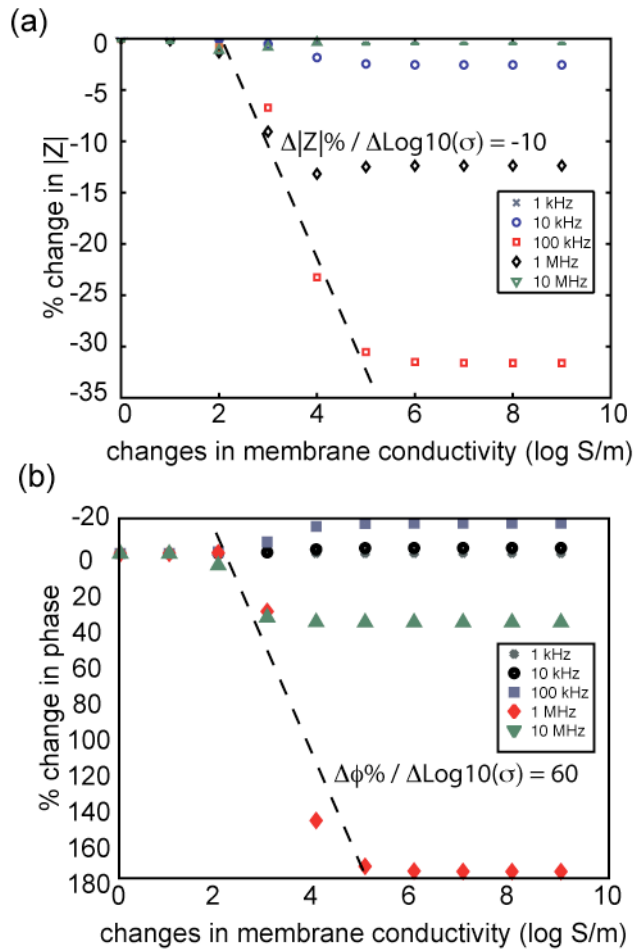 (a)
0
-5
-10
-15
-20
-25
-30
-35
% change in |Z|
Δ|Z|% / ΔLog10(σ) = -10
1 kHz
10 kHz
100 kHz
1 MHz
10 MHz
0 2 4 6 8 10
changes in membrane conductivity (log S/m)
(b)
-20
0
20
40
60
80
100
120
140
160
180
% change in phase
1 kHz
10 kHz
100 kHz
1 MHz
10 MHz
Δϕ% / ΔLog10(σ) = 60
0 2 4 6 8 10
changes in membrane conductivity (log S/m)